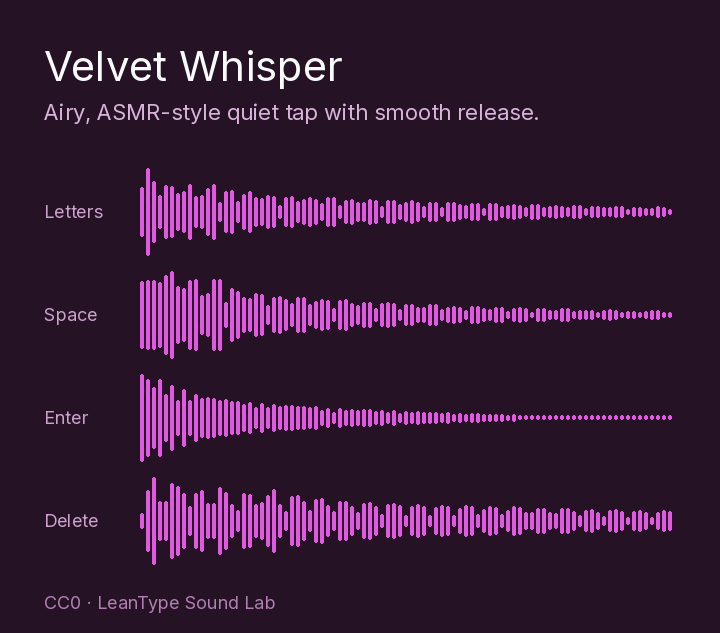 Velvet Whisper
Airy, ASMR-style quiet tap with smooth release.
Letters
Space
Enter
Delete
CC0 · LeanType Sound Lab